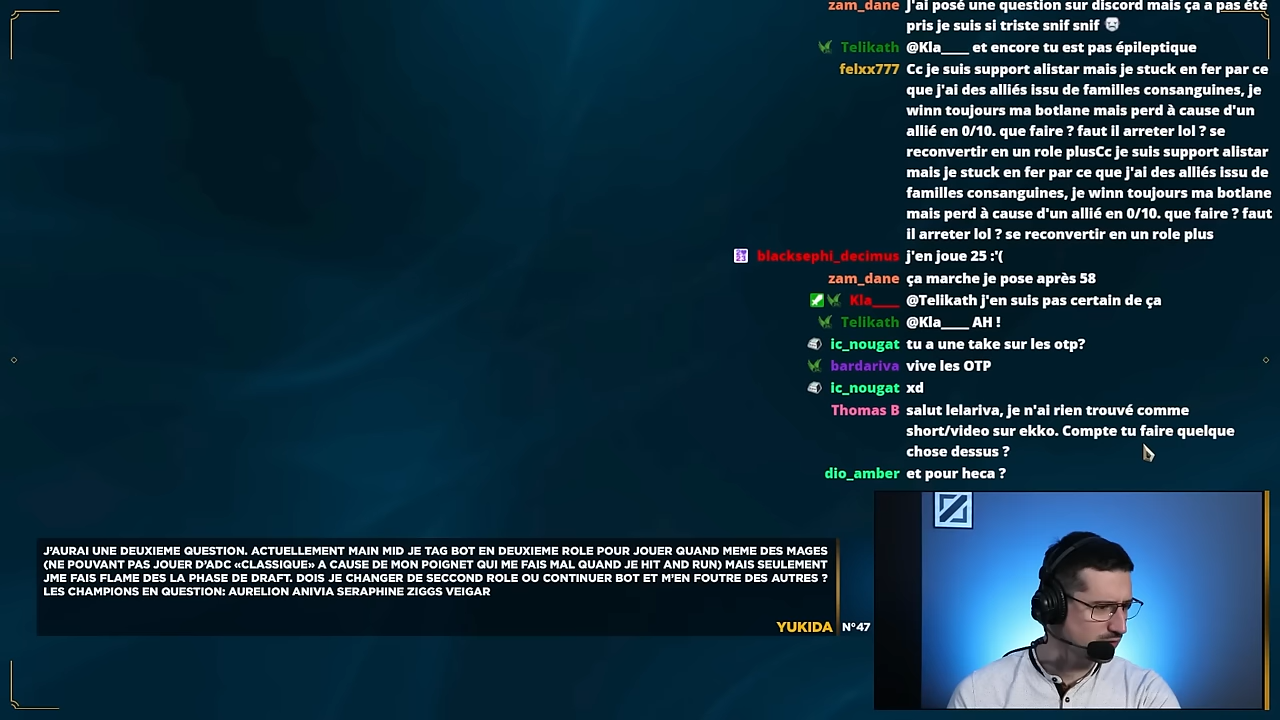 zam_dane J'ai posé une question sur discord mais ça a pas été
pris je suis si triste snif snif
Telikath @Kla____ et encore tu est pas épileptique
felxx777 Cc je suis support alistar mais je stuck en fer par ce
que j'ai des alliés issu de familles consanguines, je
winn toujours ma botlane mais perd à cause d'un
allié en 0/10. que faire ? faut il arreter lol ? se
reconvertir en un role plusCc je suis support alistar
mais je stuck en fer par ce que j'ai des alliés issu de
familles consanguines, je winn toujours ma botlane
mais perd à cause d'un allié en 0/10. que faire ? faut
il arreter lol ? se reconvertir en un role plus
blacksephi_decimus j'en joue 25 :'(
zam_dane ça marche je pose après 58
Kla____ @Telikath j'en suis pas certain de ça
Telikath @Kla____ AH !
ic_nougat tu a une take sur les otp?
bardariva vive les OTP
ic_nougat xd
Thomas B salut lelariva, je n'ai rien trouvé comme
short/video sur ekko. Compte tu faire quelque
chose dessus ?
dio_amber et pour heca ?
J'AURAI UNE DEUXIEME QUESTION. ACTUELLEMENT MAIN MID JE TAG BOT EN DEUXIEME ROLE POUR JOUER QUAND MEME DES MAGES
(NE POUVANT PAS JOUER D'ADC «CLASSIQUE» A CAUSE DE MON POIGNET QUI ME FAIS MAL QUAND JE HIT AND RUN) MAIS SEULEMENT
JME FAIS FLAME DES LA PHASE DE DRAFT. DOIS JE CHANGER DE SECCOND ROLE OU CONTINUER BOT ET M'EN FOUTRE DES AUTRES ?
LES CHAMPIONS EN QUESTION: AURELION ANIVIA SERAPHINE ZIGGS VEIGAR
YUKIDA N°47